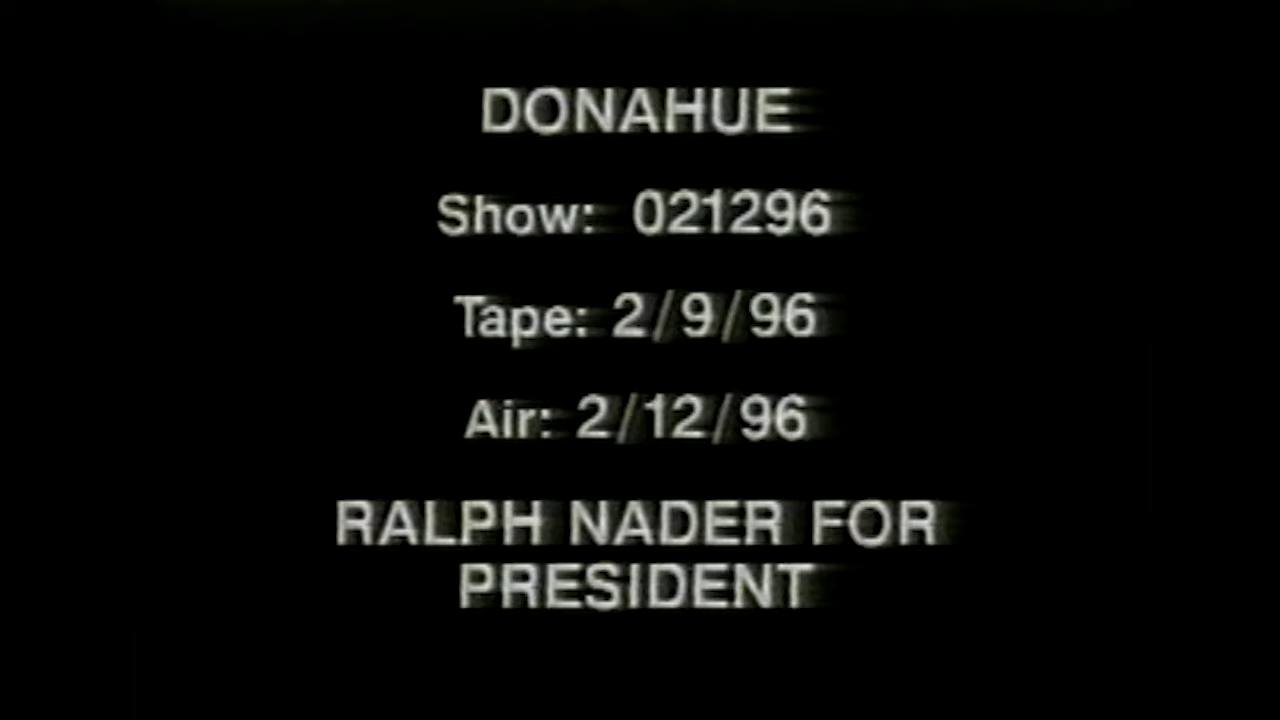 DONAHUE
Show: 021296
Tape: 2/9/96
Air: 2/12/96
RALPH NADER FOR
PRESIDENT